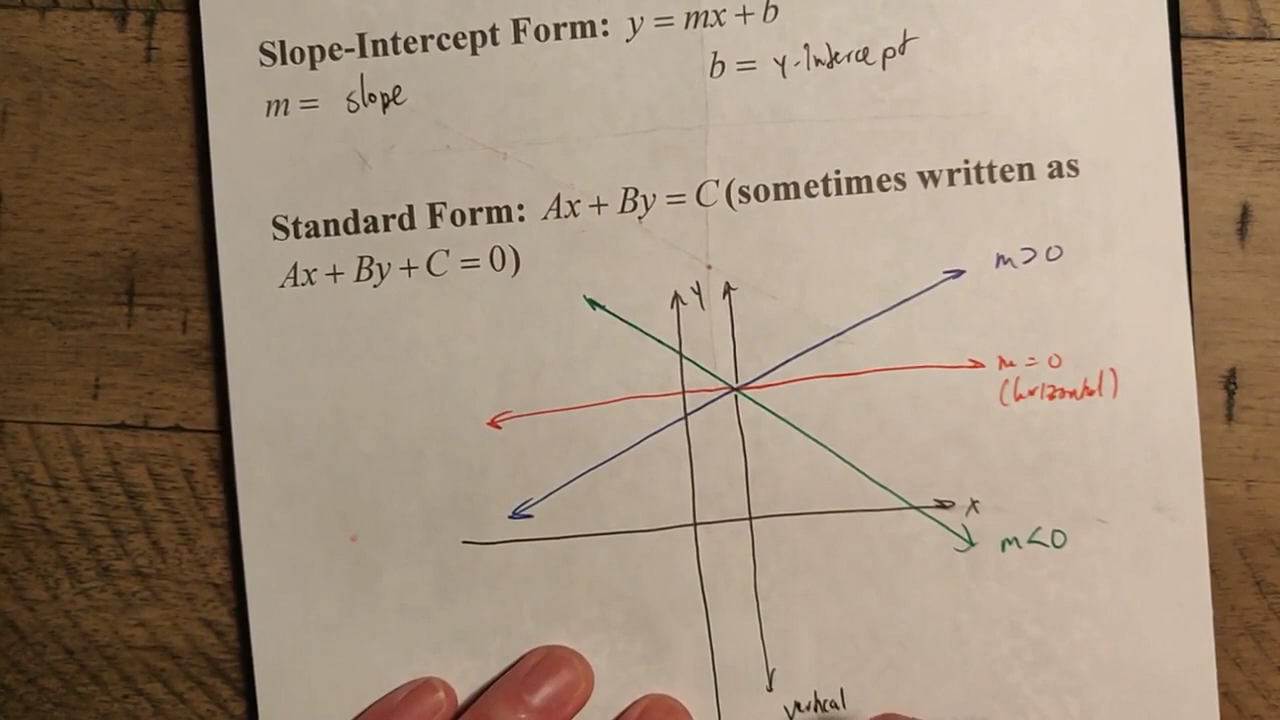 Slope-Intercept Form: y = mx + b
m = slope
b = y-Intercept
Standard Form: Ax + By = C (sometimes written as
Ax + By + C = 0)
m>0
y
m = 0
(horizontal)
x
m<0
vertical